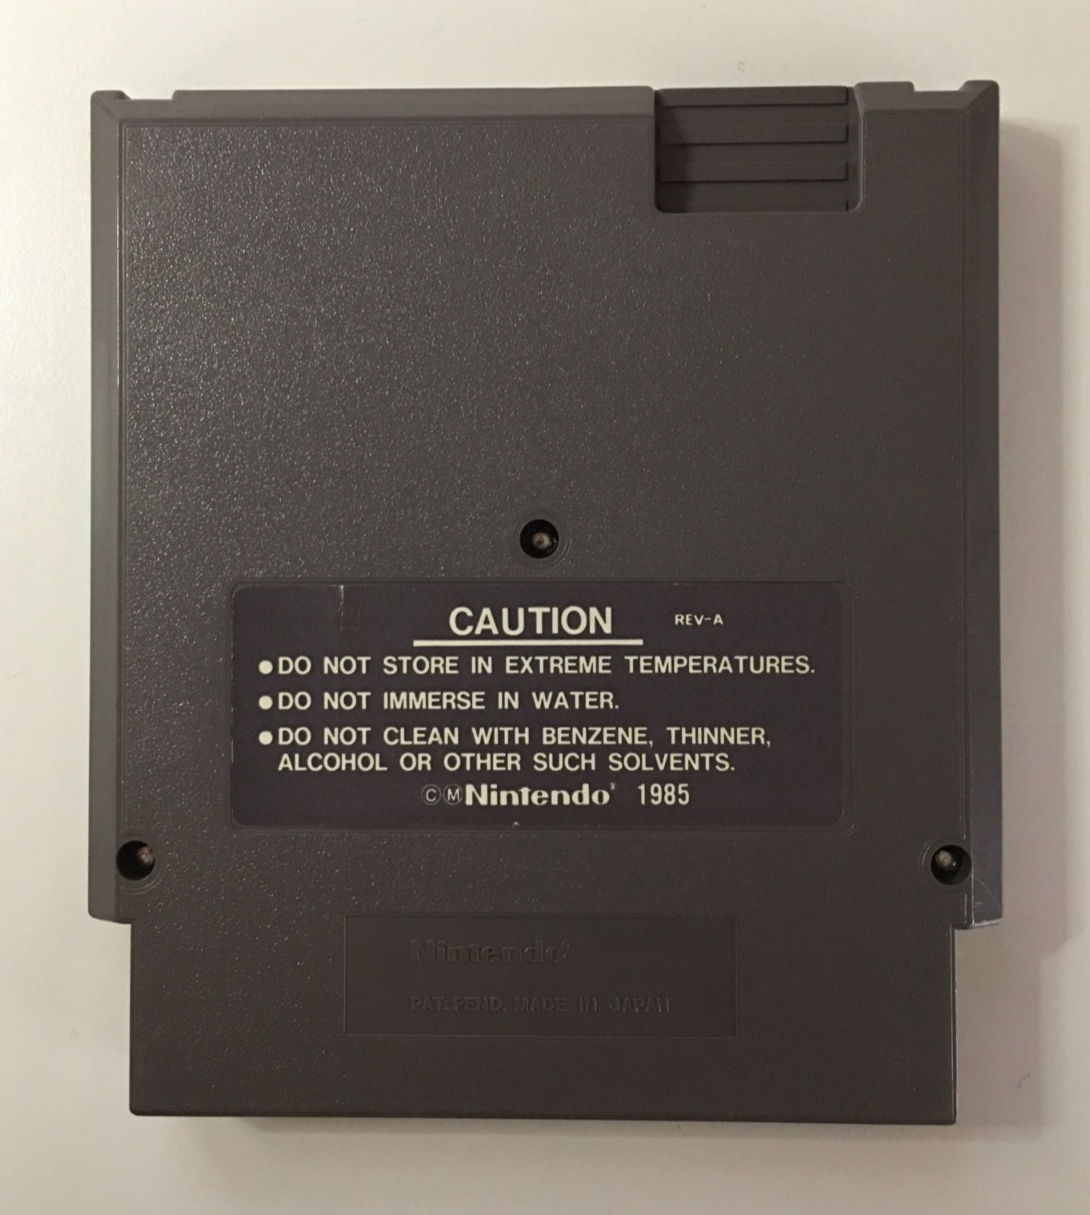 CAUTION REV-A
●DO NOT STORE IN EXTREME TEMPERATURES.
●DO NOT IMMERSE IN WATER.
●DO NOT CLEAN WITH BENZENE, THINNER,
ALCOHOL OR OTHER SUCH SOLVENTS.
ⒸⓂNintendo® 1985
Nintendo®
PAT. PEND. MADE IN JAPAN